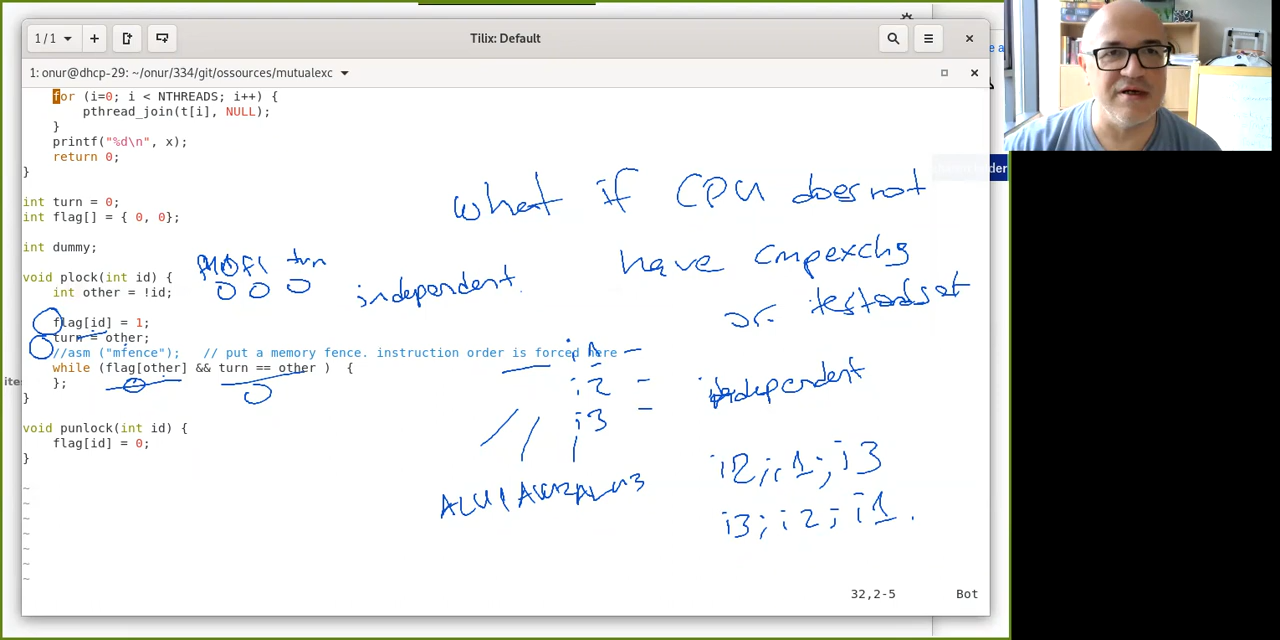 1 / 1
Tilix: Default
1: onur@dhcp-29: ~/onur/334/git/ossources/mutualexc
for (i=0; i < NTHREADS; i++) {
pthread_join(t[i], NULL);
}
printf("%d\n", x);
return 0;
}
int turn = 0;
int flag[] = { 0, 0};
int dummy;
void plock(int id) {
int other = !id;
flag[id] = 1;
turn = other;
//asm ("mfence");   // put a memory fence. instruction order is forced here
while (flag[other] && turn == other )  {
};
}
void punlock(int id) {
flag[id] = 0;
}
~
~
~
~
~
~
~
32,2-5
Bot
what if CPU does not
have cmpexchg
or testandset
turn
independent.
i1 -
i2 -
i3 -
independent
ALU1 ALU2 ALU3
i2; i1; i3
i3; i2; i1.